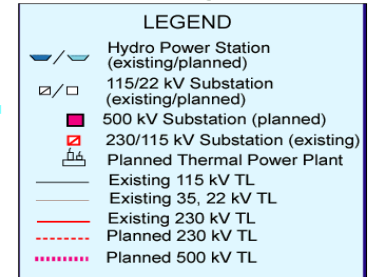 LEGEND
Hydro Power Station
(existing/planned)
115/22 kV Substation
(existing/planned)
500 kV Substation (planned)
230/115 kV Substation (existing)
Planned Thermal Power Plant
Existing 115 kV TL
Existing 35, 22 kV TL
Existing 230 kV TL
Planned 230 kV TL
Planned 500 kV TL